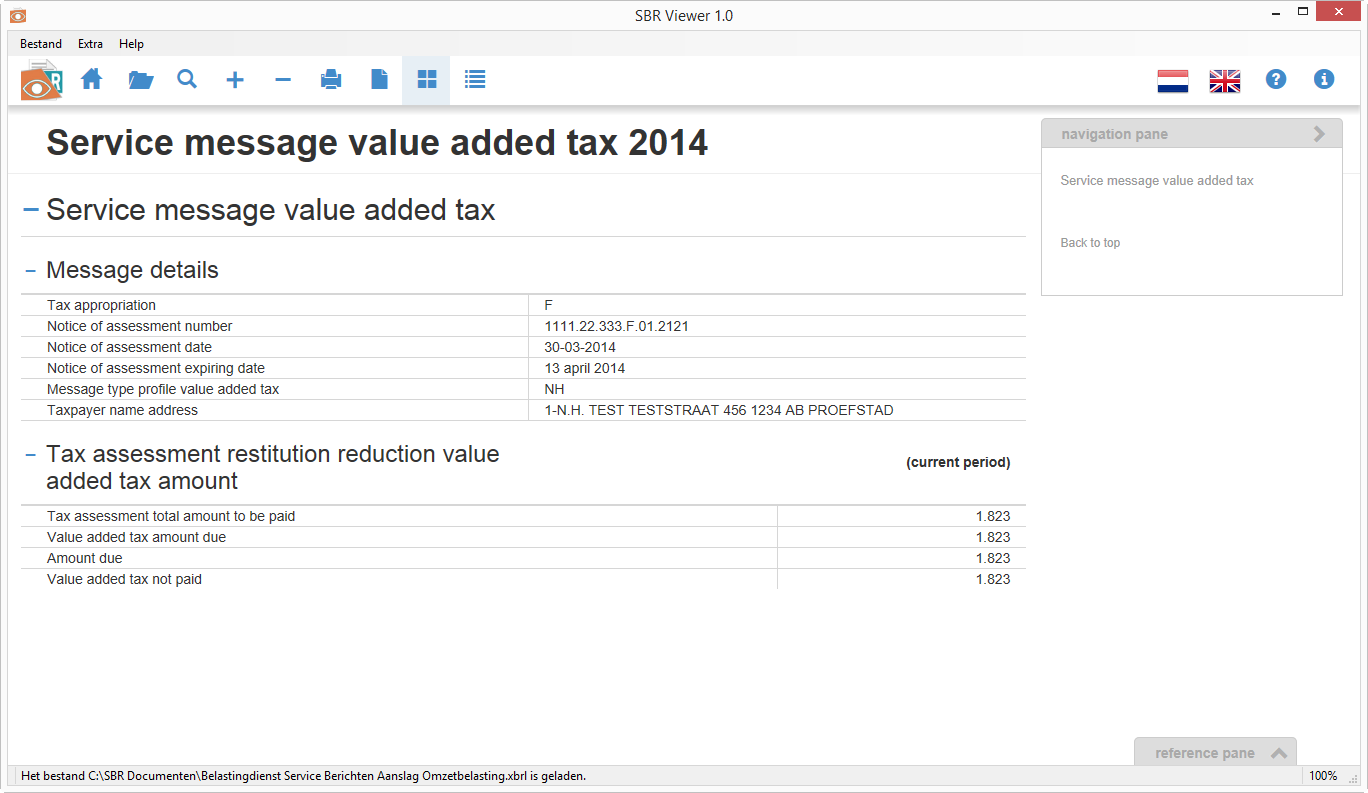 SBR Viewer 1.0
Bestand Extra Help
R
Service message value added tax 2014
navigation pane
Service message value added tax
Back to top
Service message value added tax
Message details
Tax appropriation F
Notice of assessment number 1111.22.333.F.01.2121
Notice of assessment date 30-03-2014
Notice of assessment expiring date 13 april 2014
Message type profile value added tax NH
Taxpayer name address 1-N.H. TEST TESTSTRAAT 456 1234 AB PROEFSTAD
Tax assessment restitution reduction value
added tax amount
(current period)
Tax assessment total amount to be paid 1.823
Value added tax amount due 1.823
Amount due 1.823
Value added tax not paid 1.823
reference pane
Het bestand C:\SBR Documenten\Belastingdienst Service Berichten Aanslag Omzetbelasting.xbrl is geladen.
100%